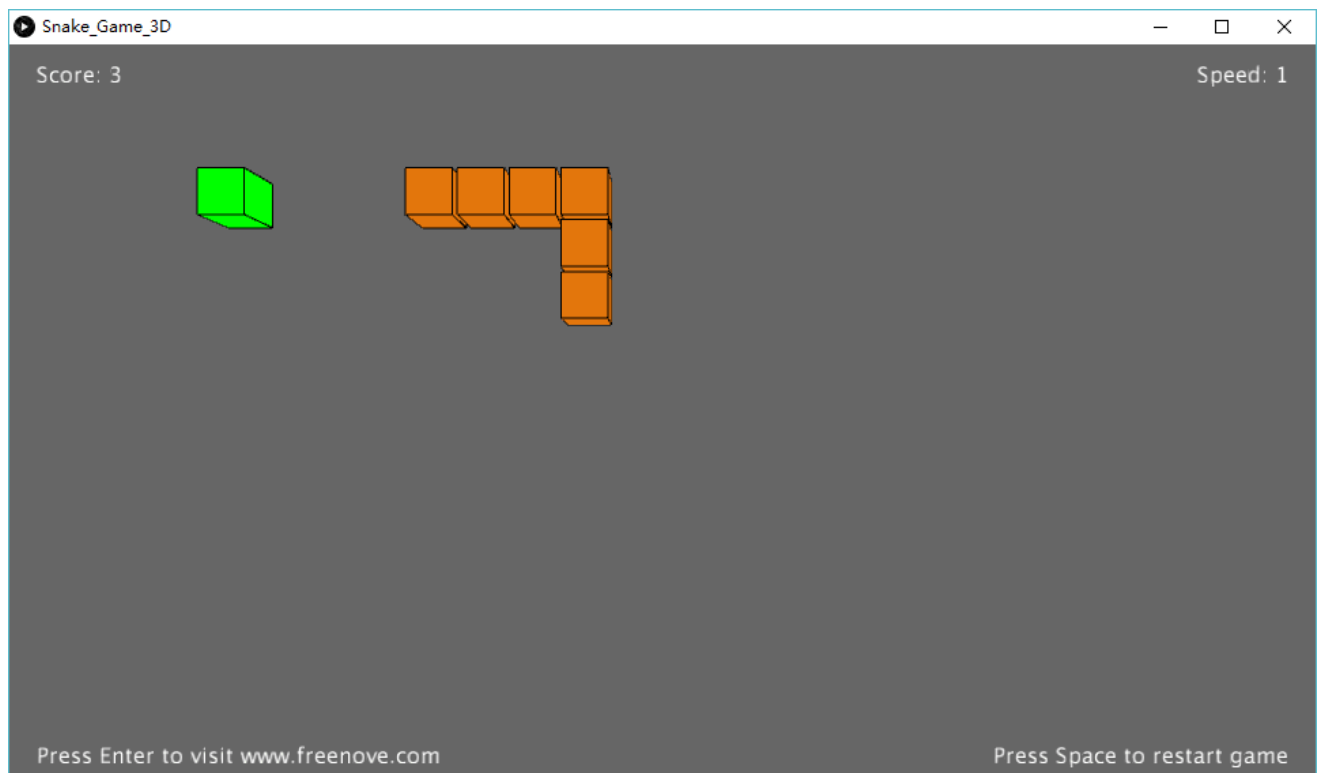 Snake_Game_3D
Score: 3
Speed: 1
Press Enter to visit www.freenove.com
Press Space to restart game